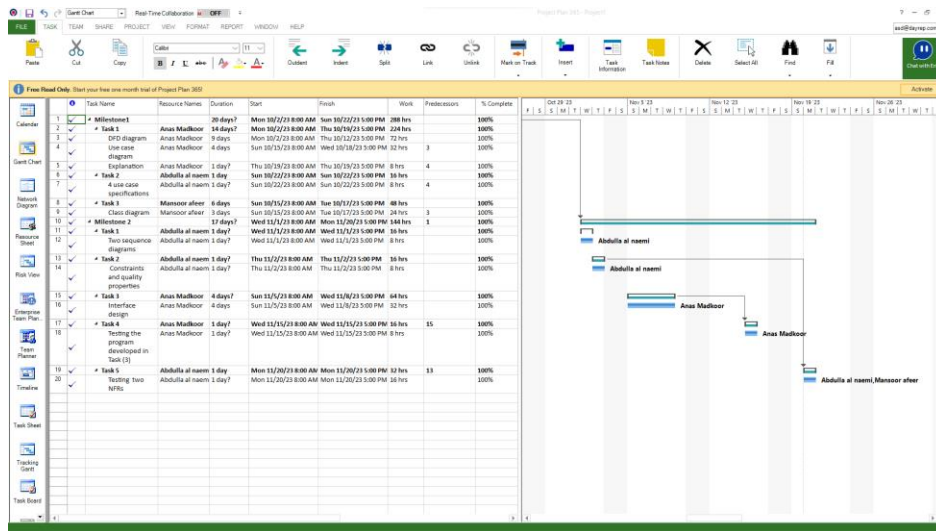 Gantt Chart Real-Time Collaboration OFF Project Plan 365 - Project1
FILE TASK TEAM SHARE PROJECT VIEW FORMAT REPORT WINDOW HELP
Calibri 11
B I U abc A A
Paste Cut Copy Outdent Indent Split Link Unlink Mark on Track Insert Task Information Task Notes Delete Select All Find Fill
Free Read Only. Start your free one month trial of Project Plan 365! Activate
Calendar
Gantt Chart
Network Diagram
Resource Sheet
Risk View
Enterprise Team Plan...
Team Planner
Timeline
Task Sheet
Tracking Gantt
Task Board
Task Name Resource Names Duration Start Finish Work Predecessors % Complete
1 Milestone1 20 days? Mon 10/2/23 8:00 AM Sun 10/22/23 5:00 PM 288 hrs 100%
2 Task 1 Anas Madkoor 14 days? Mon 10/2/23 8:00 AM Thu 10/19/23 5:00 PM 224 hrs 100%
3 DFD diagram Anas Madkoor 9 days Mon 10/2/23 8:00 AM Thu 10/12/23 5:00 PM 72 hrs 100%
4 Use case diagram Anas Madkoor 4 days Sun 10/15/23 8:00 AM Wed 10/18/23 5:00 PM 32 hrs 3 100%
5 Explanation Anas Madkoor 1 day? Thu 10/19/23 8:00 AM Thu 10/19/23 5:00 PM 8 hrs 4 100%
6 Task 2 Abdulla al naem 1 day Sun 10/22/23 8:00 AM Sun 10/22/23 5:00 PM 16 hrs 100%
7 4 use case specifications Abdulla al naem 1 day? Sun 10/22/23 8:00 AM Sun 10/22/23 5:00 PM 8 hrs 4 100%
8 Task 3 Mansoor afeer 6 days Sun 10/15/23 8:00 AM Tue 10/17/23 5:00 PM 48 hrs 100%
9 Class diagram Mansoor afeer 3 days Sun 10/15/23 8:00 AM Tue 10/17/23 5:00 PM 24 hrs 3 100%
10 Milestone 2 17 days? Wed 11/1/23 8:00 AM Mon 11/20/23 5:00 PM 144 hrs 1 100%
11 Task 1 Abdulla al naem 1 day? Wed 11/1/23 8:00 AM Wed 11/1/23 5:00 PM 16 hrs 100%
12 Two sequence diagrams Abdulla al naem 1 day? Wed 11/1/23 8:00 AM Wed 11/1/23 5:00 PM 8 hrs 100%
13 Task 2 Abdulla al naem 1 day? Thu 11/2/23 8:00 AM Thu 11/2/23 5:00 PM 16 hrs 100%
14 Constraints and quality properties Abdulla al naem 1 day? Thu 11/2/23 8:00 AM Thu 11/2/23 5:00 PM 8 hrs 100%
15 Task 3 Anas Madkoor 4 days? Sun 11/5/23 8:00 AM Wed 11/8/23 5:00 PM 64 hrs 100%
16 Interface design Anas Madkoor 4 days Sun 11/5/23 8:00 AM Wed 11/8/23 5:00 PM 32 hrs 100%
17 Task 4 Anas Madkoor 1 day? Wed 11/15/23 8:00 AM Wed 11/15/23 5:00 PM 16 hrs 15 100%
18 Testing the program developed in Task (3) Anas Madkoor 1 day? Wed 11/15/23 8:00 AM Wed 11/15/23 5:00 PM 8 hrs 100%
19 Task 5 Abdulla al naem 1 day Mon 11/20/23 8:00 AM Mon 11/20/23 5:00 PM 32 hrs 13 100%
20 Testing two NFRs Abdulla al naem 1 day? Mon 11/20/23 8:00 AM Mon 11/20/23 5:00 PM 16 hrs 100%
Oct 29 '23 Nov 5 '23 Nov 12 '23 Nov 19 '23 Nov 26 '23
F S S M T W T F S S M T W T F S S M T W T F S S M T W T F S S M T
Abdulla al naemi
Abdulla al naemi
Anas Madkoor
Anas Madkoor
Abdulla al naemi,Mansoor afeer